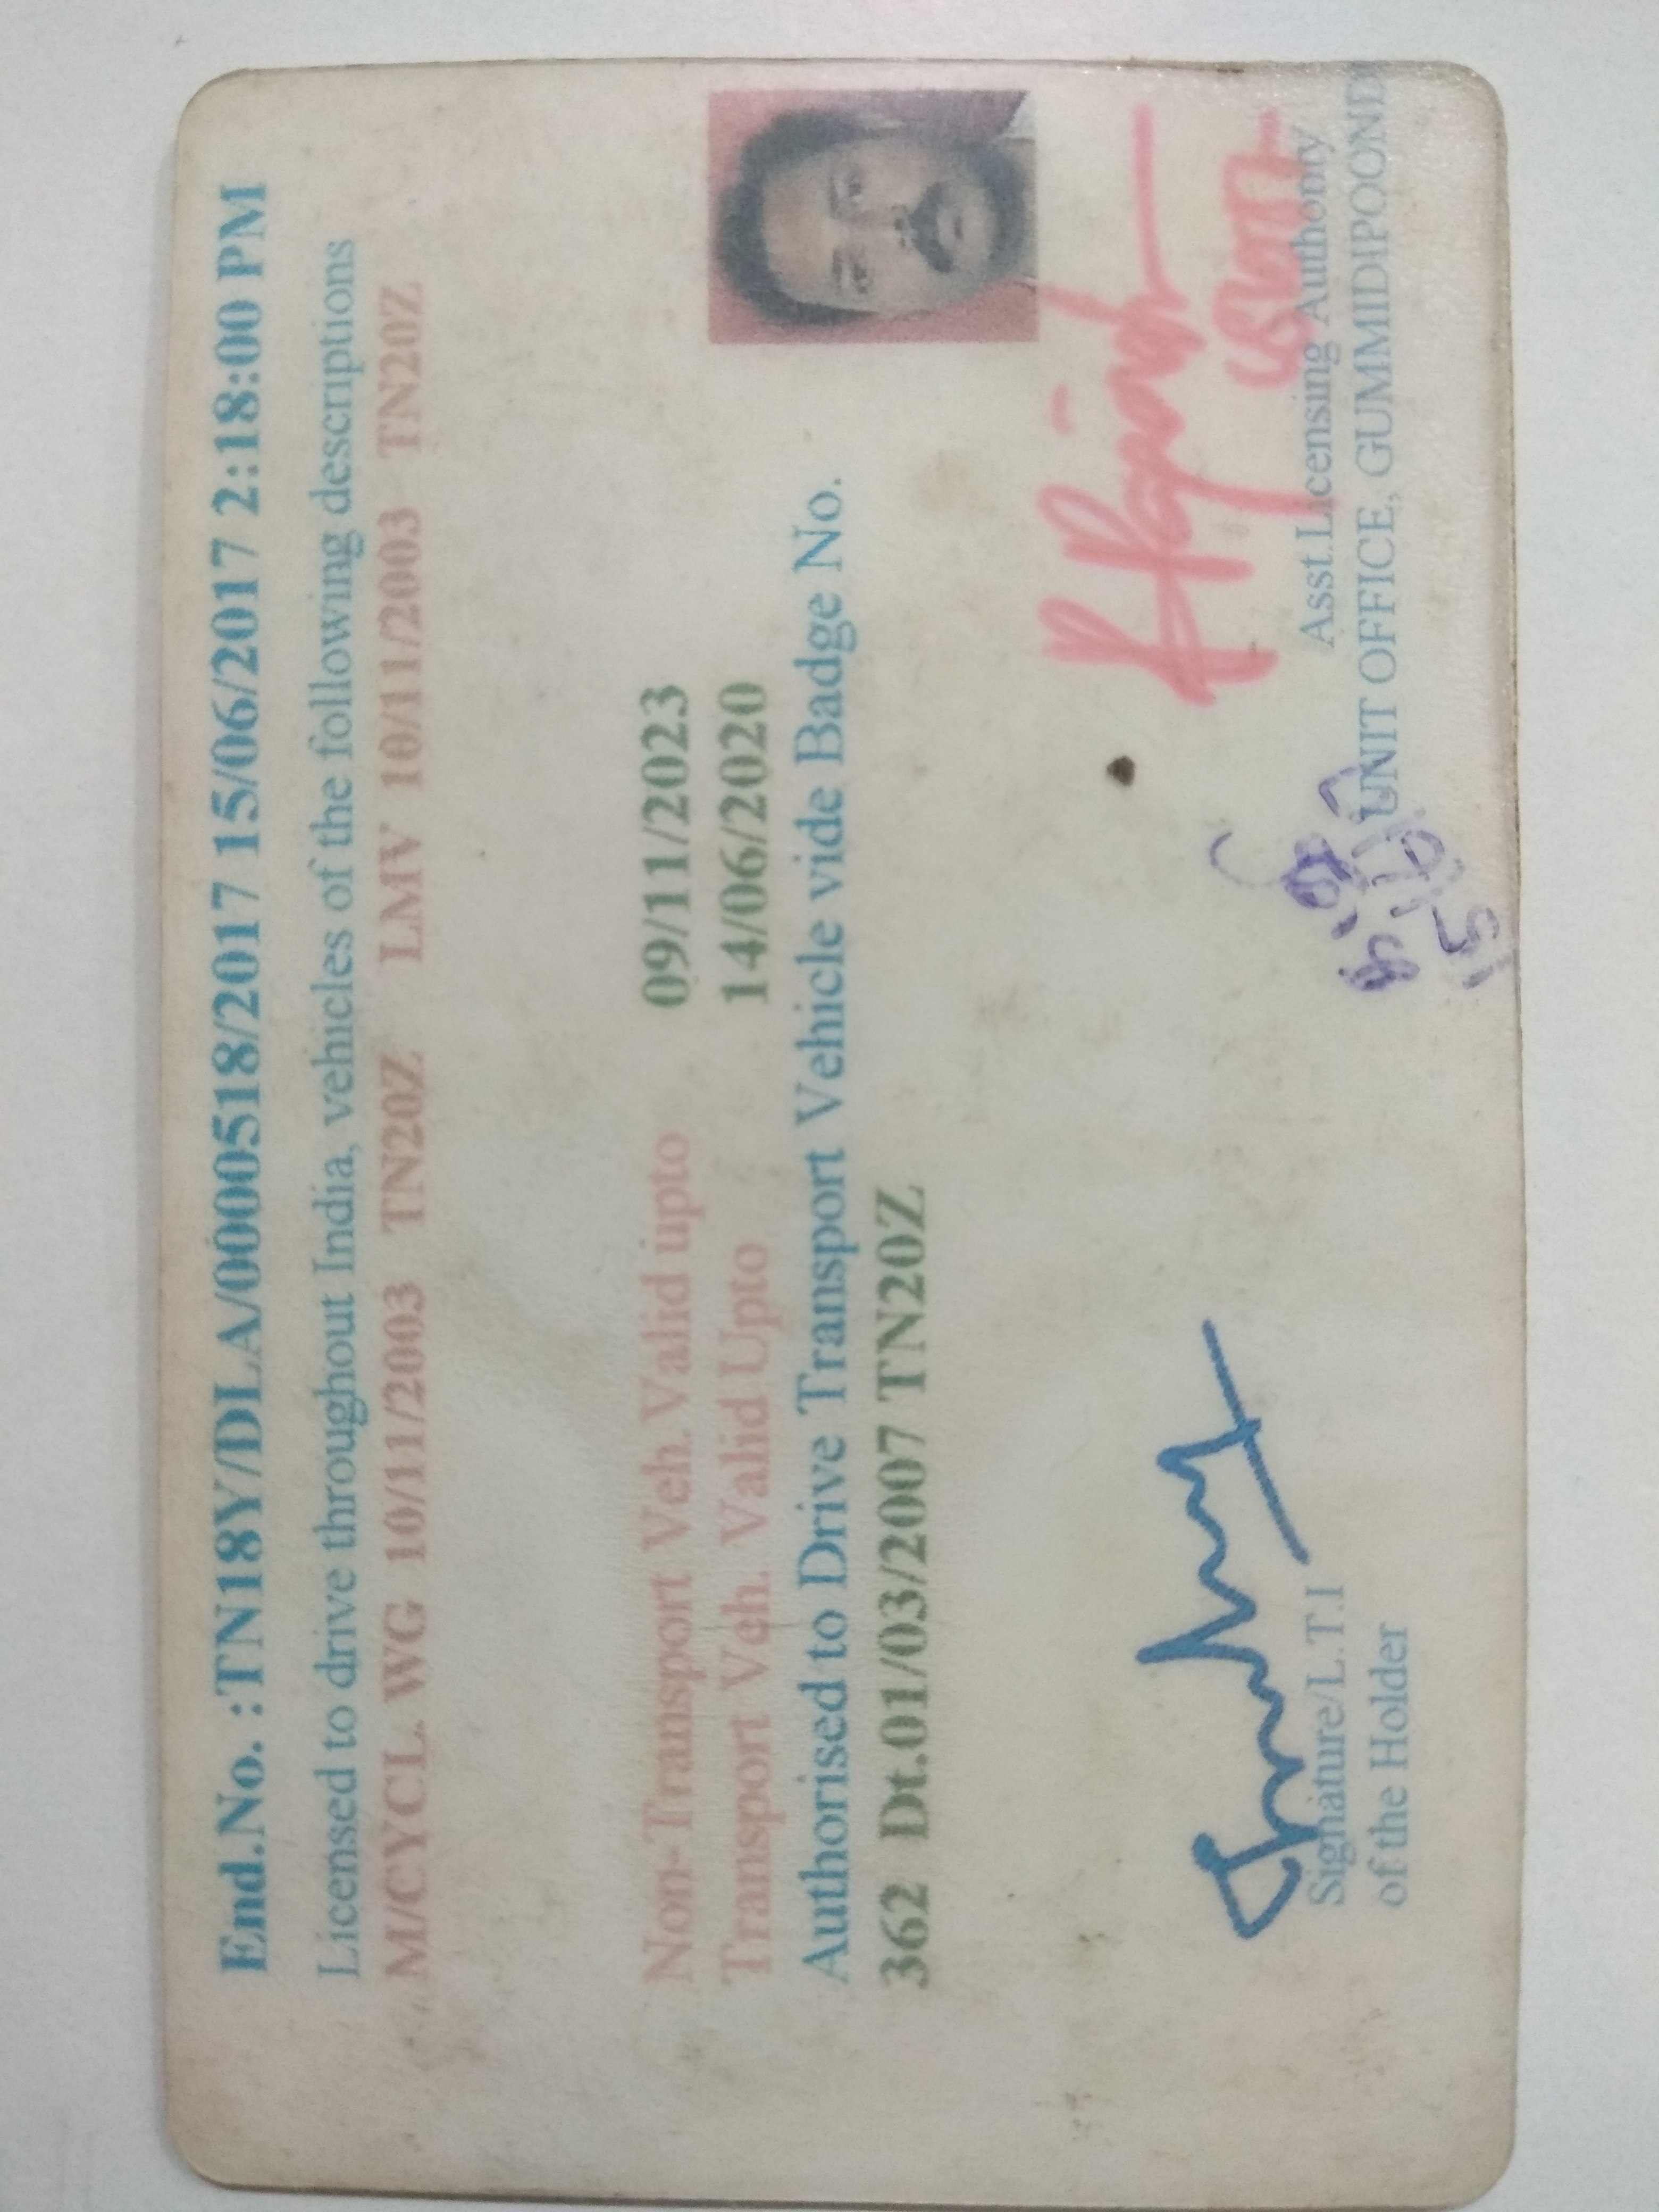 End.No. :TN18Y/DLA/000518/2017 15/06/2017 2:18:00 PM
Licensed to drive throughout India, vehicles of the following descriptions
M/CYCL. WG 10/11/2003 TN20Z LMV 10/11/2003 TN20Z
Non-Transport Veh. Valid upto 09/11/2023
Transport Veh. Valid Upto 14/06/2020
Authorised to Drive Transport Vehicle vide Badge No.
362 Dt.01/03/2007 TN20Z
Signature/L.T.I
of the Holder
Asst.Licensing Authority
UNIT OFFICE, GUMMIDIPOOND